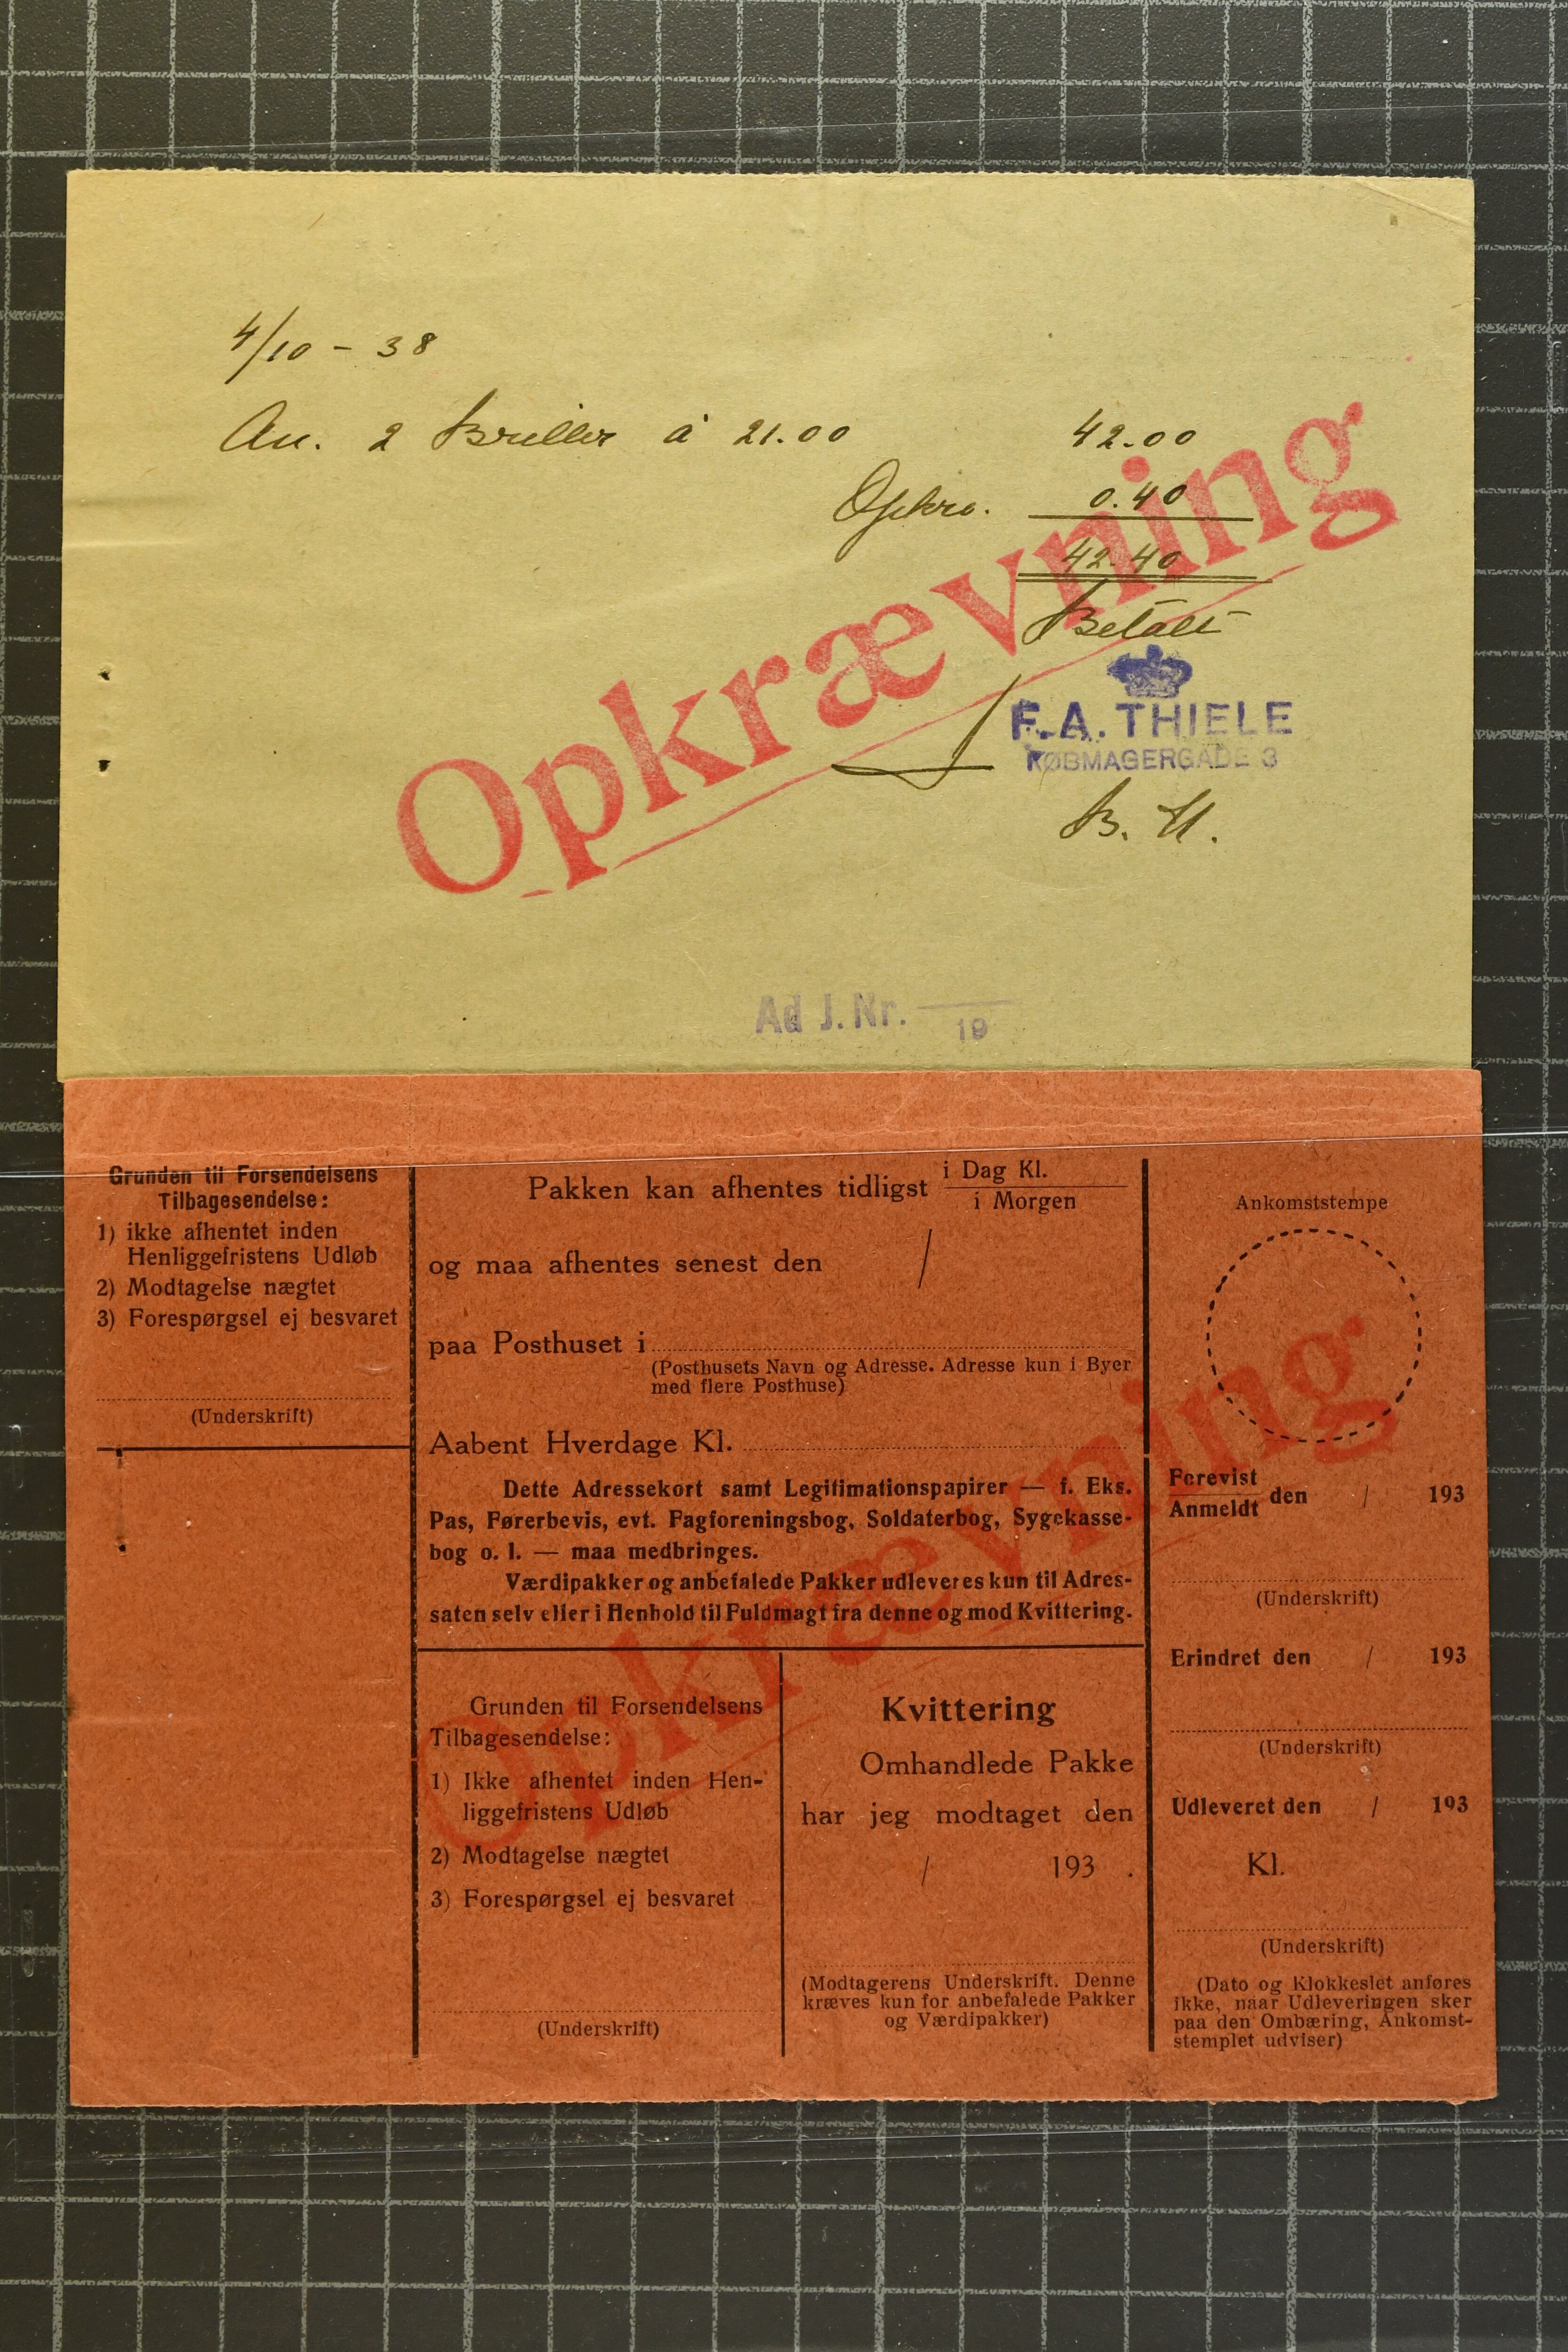 4/10 - 38
An. 2 Briller á 21.00 42.00
Opkræ. 0.40
42.40
Betalt
Opkrævning
F. A. THIELE
KØBMAGERGADE 3
Ad J. Nr.
19
Grunden til Forsendelsens
Tilbagesendelse:
1) ikke afhentet inden
Henliggefristens Udløb
2) Modtagelse nægtet
3) Forespørgsel ej besvaret
(Underskrift)
Pakken kan afhentes tidligst i Dag Kl.
i Morgen
og maa afhentes senest den /
paa Posthuset i
(Posthusets Navn og Adresse. Adresse kun i Byer
med flere Posthuse)
Aabent Hverdage Kl.
Dette Adressekort samt Legitimationspapirer — f. Eks.
Pas, Førerbevis, evt. Fagforeningsbog, Soldaterbog, Sygekasse-
bog o. l. — maa medbringes.
Værdipakker og anbefalede Pakker udleveres kun til Adres-
saten selv eller i Henhold til Fuldmagt fra denne og mod Kvittering.
Grunden til Forsendelsens
Tilbagesendelse:
1) Ikke afhentet inden Hen-
liggefristens Udløb
2) Modtagelse nægtet
3) Forespørgsel ej besvaret
(Underskrift)
Kvittering
Omhandlede Pakke
har jeg modtaget den
/ 193 .
(Modtagerens Underskrift. Denne
kræves kun for anbefalede Pakker
og Værdipakker)
Ankomststempe
Forevist
Anmeldt den / 193
(Underskrift)
Erindret den / 193
(Underskrift)
Udleveret den / 193
Kl.
(Underskrift)
(Dato og Klokkeslet anføres
ikke, naar Udleveringen sker
paa den Ombæring, Ankomst-
stemplet udviser)
Opkrævning